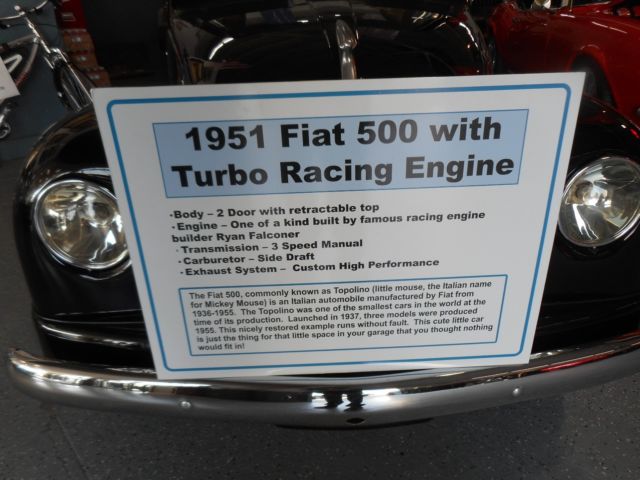 1951 Fiat 500 with
Turbo Racing Engine
•Body – 2 Door with retractable top
•Engine – One of a kind built by famous racing engine
builder Ryan Falconer
•Transmission – 3 Speed Manual
•Carburetor – Side Draft
•Exhaust System – Custom High Performance
The Fiat 500, commonly known as Topolino (little mouse, the Italian name
for Mickey Mouse) is an Italian automobile manufactured by Fiat from
1936-1955. The Topolino was one of the smallest cars in the world at the
time of its production. Launched in 1937, three models were produced
1955. This nicely restored example runs without fault. This cute little car
is just the thing for that little space in your garage that you thought nothing
would fit in!